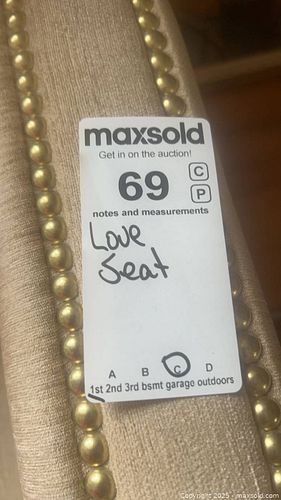 maxsold
Get in on the auction!
69
C
P
notes and measurements
Love
Seat
A B C D
1st 2nd 3rd bsmt garage outdoors
Copyright 2025 - maxsold.com